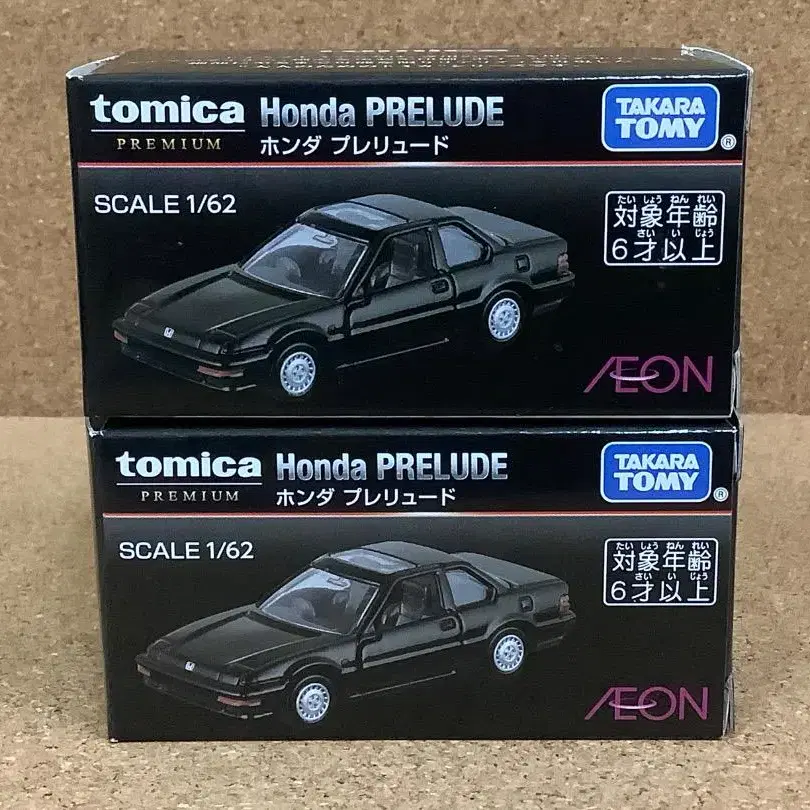 tomica
PREMIUM
Honda PRELUDE
ホンダ プレリュード
TAKARA
TOMY
®
SCALE 1/62
たい しょう ねん れい
対象年齢
さい い じょう
6才以上
ÆON
tomica
PREMIUM
Honda PRELUDE
ホンダ プレリュード
TAKARA
TOMY
®
SCALE 1/62
たい しょう ねん れい
対象年齢
さい い じょう
6才以上
ÆON